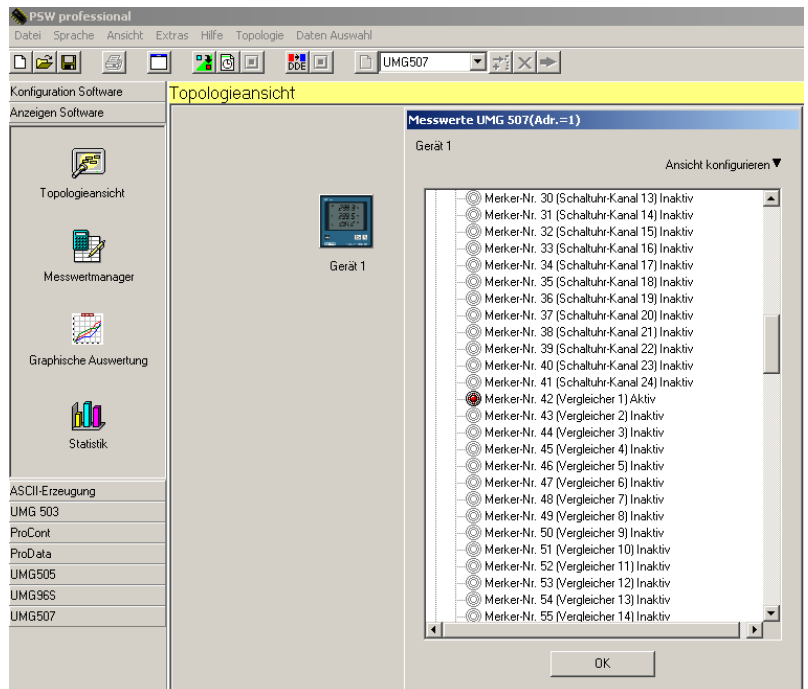 PSW professional
Datei Sprache Ansicht Extras Hilfe Topologie Daten Auswahl
DDE UMG507
Konfiguration Software
Anzeigen Software
Topologieansicht
Messwertmanager
Graphische Auswertung
Statistik
ASCII-Erzeugung
UMG 503
ProCont
ProData
UMG505
UMG96S
UMG507
Topologieansicht
Gerät 1
Messwerte UMG 507(Adr.=1)
Gerät 1
Ansicht konfigurieren
Merker-Nr. 30 (Schaltuhr-Kanal 13) Inaktiv
Merker-Nr. 31 (Schaltuhr-Kanal 14) Inaktiv
Merker-Nr. 32 (Schaltuhr-Kanal 15) Inaktiv
Merker-Nr. 33 (Schaltuhr-Kanal 16) Inaktiv
Merker-Nr. 34 (Schaltuhr-Kanal 17) Inaktiv
Merker-Nr. 35 (Schaltuhr-Kanal 18) Inaktiv
Merker-Nr. 36 (Schaltuhr-Kanal 19) Inaktiv
Merker-Nr. 37 (Schaltuhr-Kanal 20) Inaktiv
Merker-Nr. 38 (Schaltuhr-Kanal 21) Inaktiv
Merker-Nr. 39 (Schaltuhr-Kanal 22) Inaktiv
Merker-Nr. 40 (Schaltuhr-Kanal 23) Inaktiv
Merker-Nr. 41 (Schaltuhr-Kanal 24) Inaktiv
Merker-Nr. 42 (Vergleicher 1) Aktiv
Merker-Nr. 43 (Vergleicher 2) Inaktiv
Merker-Nr. 44 (Vergleicher 3) Inaktiv
Merker-Nr. 45 (Vergleicher 4) Inaktiv
Merker-Nr. 46 (Vergleicher 5) Inaktiv
Merker-Nr. 47 (Vergleicher 6) Inaktiv
Merker-Nr. 48 (Vergleicher 7) Inaktiv
Merker-Nr. 49 (Vergleicher 8) Inaktiv
Merker-Nr. 50 (Vergleicher 9) Inaktiv
Merker-Nr. 51 (Vergleicher 10) Inaktiv
Merker-Nr. 52 (Vergleicher 11) Inaktiv
Merker-Nr. 53 (Vergleicher 12) Inaktiv
Merker-Nr. 54 (Vergleicher 13) Inaktiv
Merker-Nr. 55 (Vergleicher 14) Inaktiv
OK